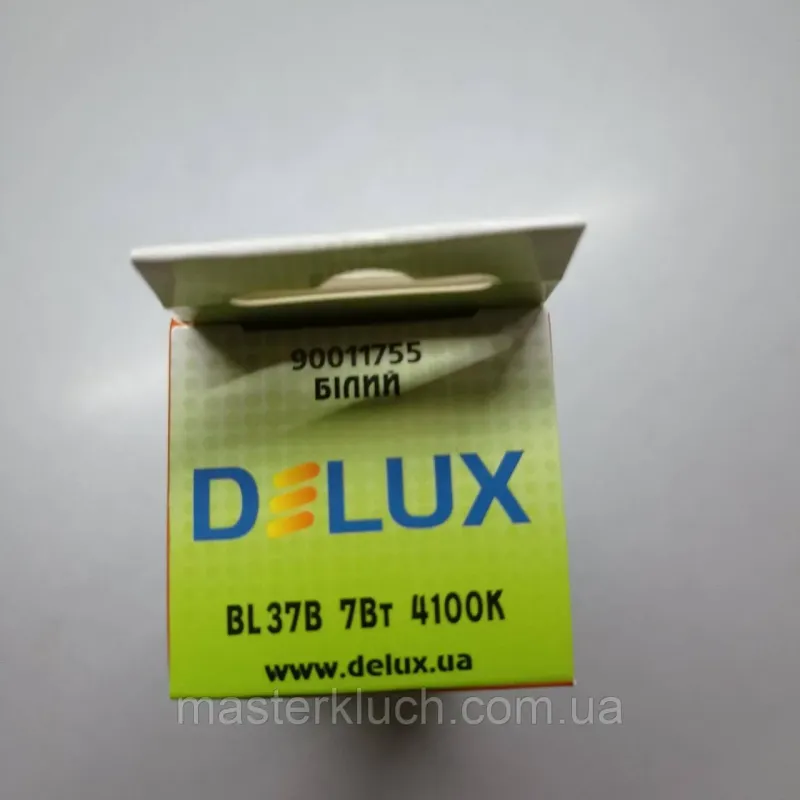 90011755
БІЛИЙ
DELUX
BL37B 7Вт 4100K
www.delux.ua
masterkluch.com.ua